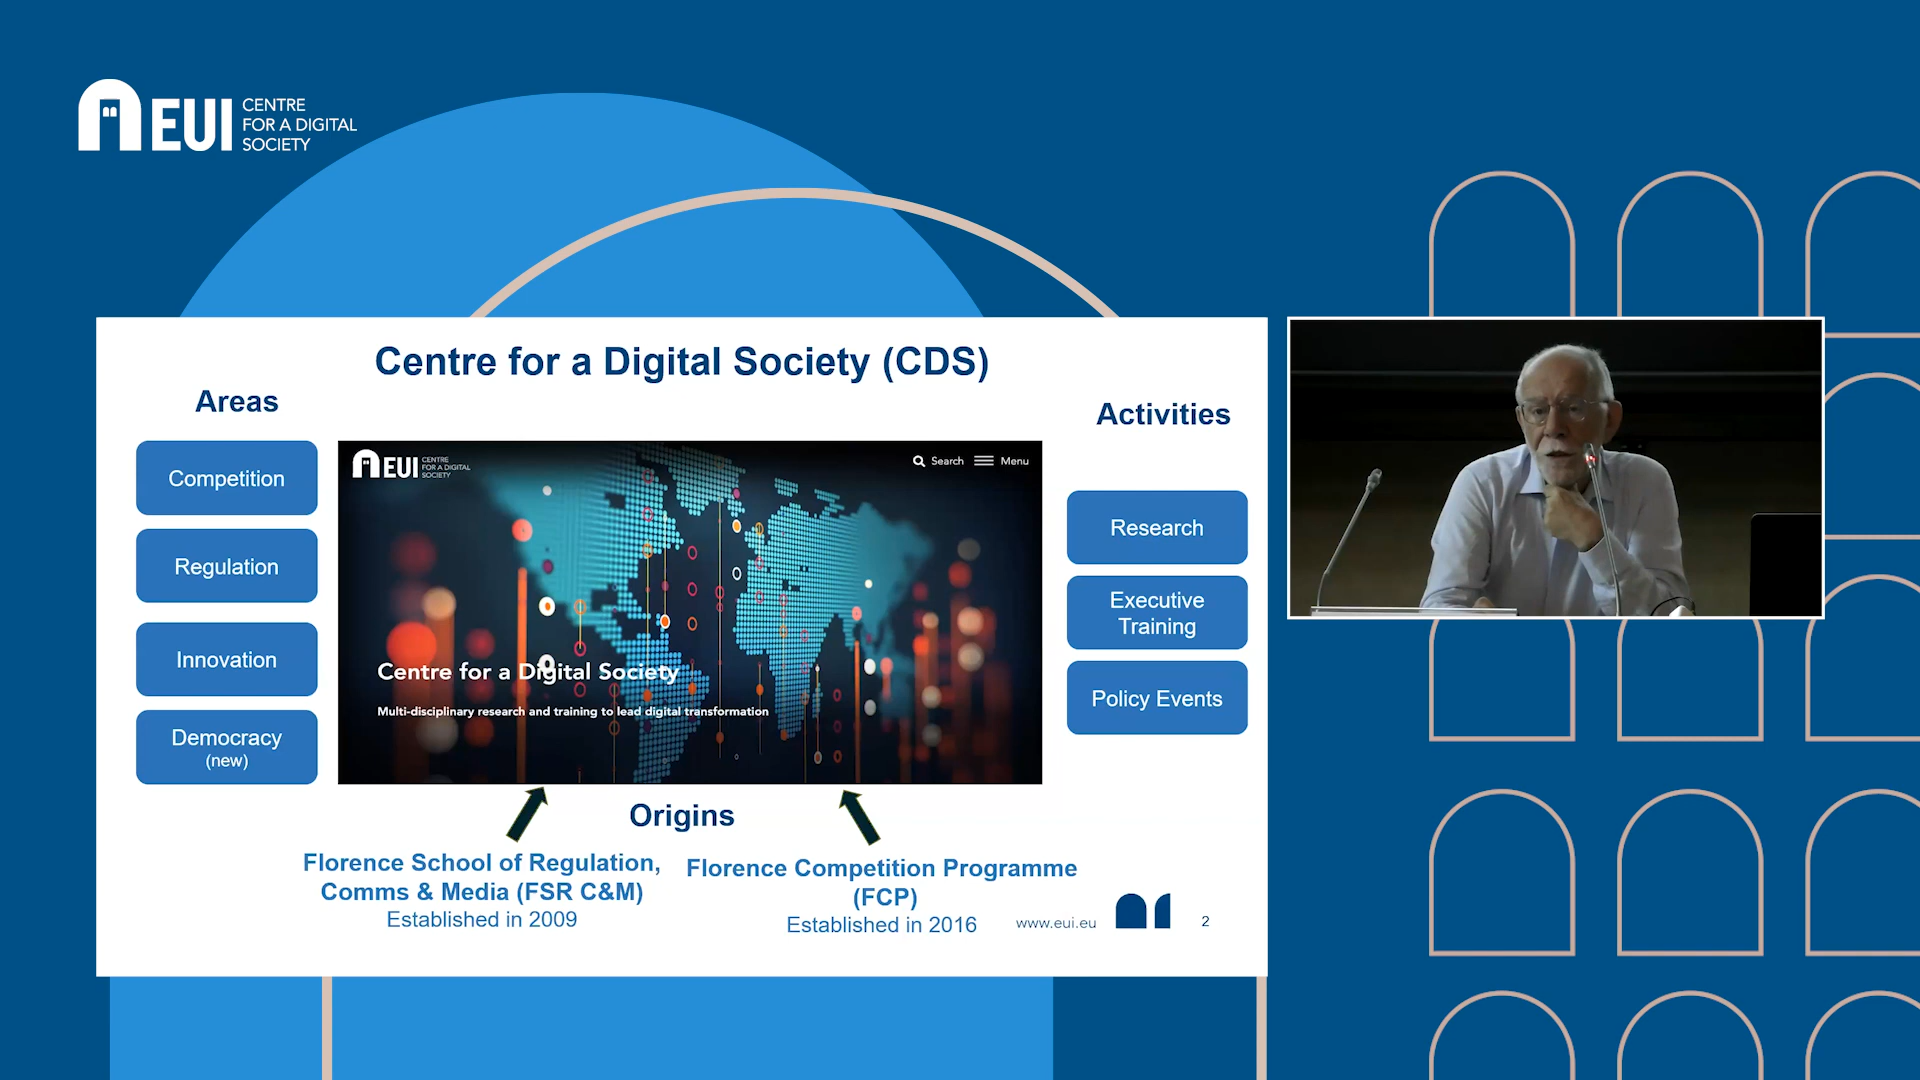 EUI
CENTRE
FOR A DIGITAL
SOCIETY
Centre for a Digital Society (CDS)
Areas
Competition
Regulation
Innovation
Democracy
(new)
EUI
CENTRE
FOR A DIGITAL
SOCIETY
Search
Menu
Centre for a Digital Society
Multi-disciplinary research and training to lead digital transformation
Activities
Research
Executive
Training
Policy Events
Origins
Florence School of Regulation,
Comms & Media (FSR C&M)
Established in 2009
Florence Competition Programme
(FCP)
Established in 2016
www.eui.eu
2